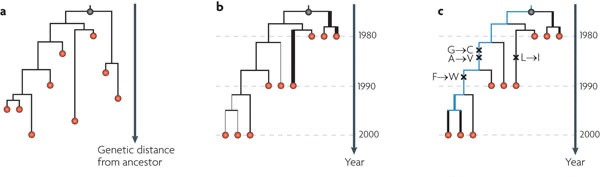 a
Genetic distance
from ancestor
b
1980
1990
2000
Year
c
G→C
A→V
L→I
F→W
1980
1990
2000
Year